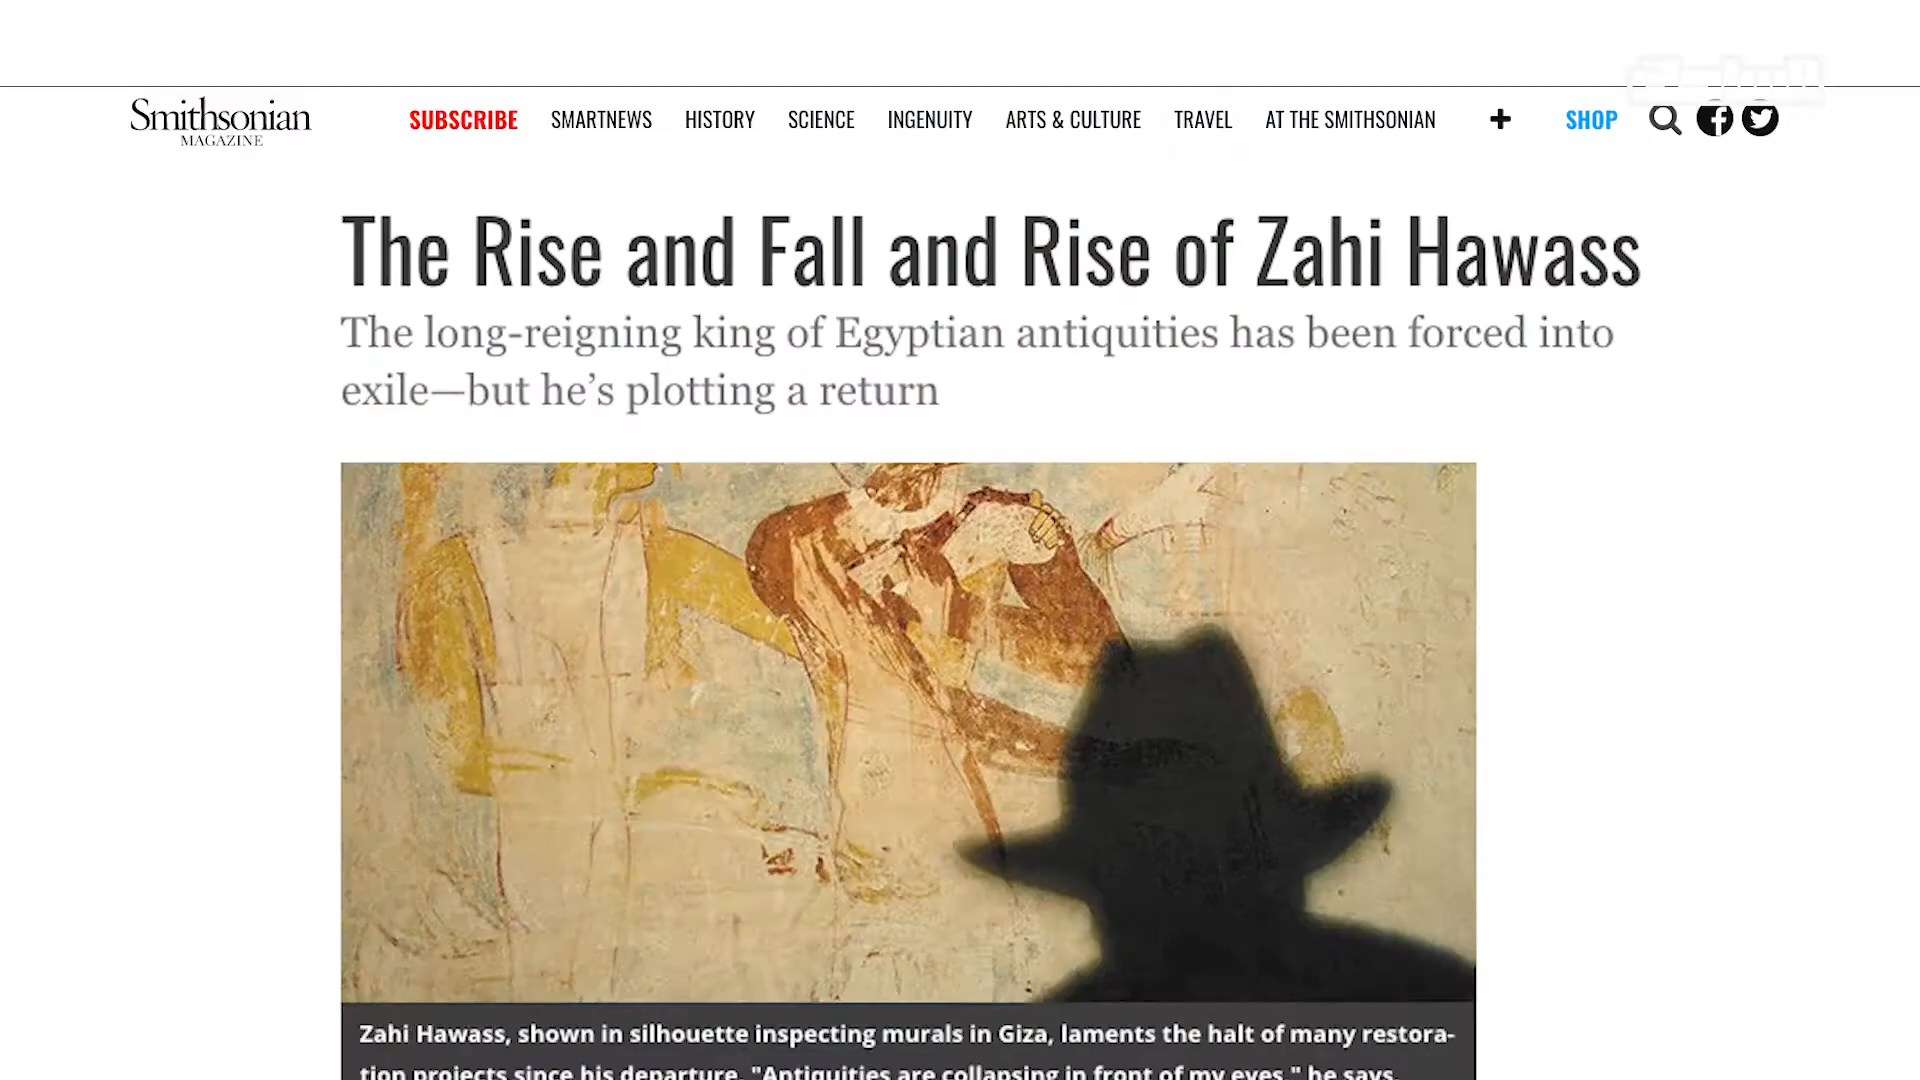 Smithsonian
MAGAZINE
SUBSCRIBE SMARTNEWS HISTORY SCIENCE INGENUITY ARTS & CULTURE TRAVEL AT THE SMITHSONIAN + SHOP
The Rise and Fall and Rise of Zahi Hawass
The long-reigning king of Egyptian antiquities has been forced into
exile—but he’s plotting a return
Zahi Hawass, shown in silhouette inspecting murals in Giza, laments the halt of many restora-
tion projects since his departure. "Antiquities are collapsing in front of my eyes," he says.